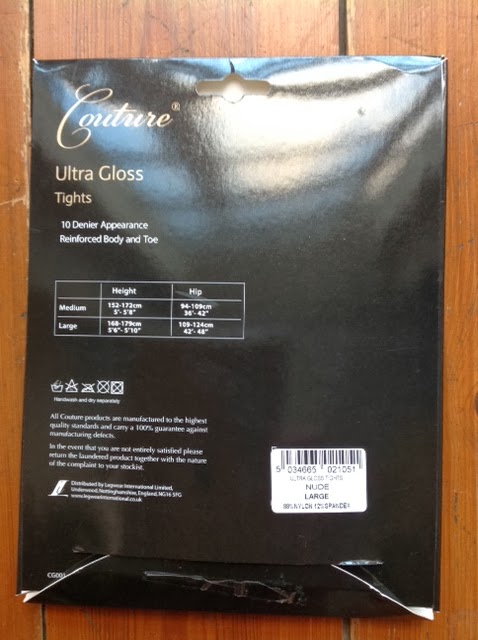 Couture®
Ultra Gloss
Tights
10 Denier Appearance
Reinforced Body and Toe
Height Hip
Medium 152-172cm 94-109cm
5'- 5'8" 36'- 42"
Large 168-179cm 109-124cm
5'6"- 5'10" 42"- 48"
Handwash and dry separately
All Couture products are manufactured to the highest
quality standards and carry a 100% guarantee against
manufacturing defects.
In the event that you are not entirely satisfied please
return the laundered product together with the nature
of the complaint to your stockist.
Distributed by Legwear International Limited,
Underwood, Nottinghamshire, England, NG16 5FG
www.legwearinternational.com
5 034665 021051
ULTRA GLOSS TIGHTS
NUDE
LARGE
88%NYLON 12%SPANDEX
CG001